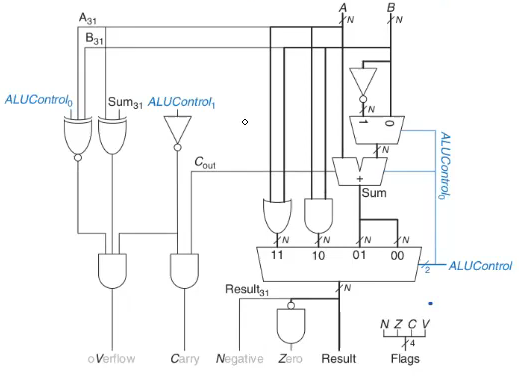 A B
A31 N N
B31
ALUControl0 Sum31 ALUControl1
N
1 0
Cout N
+
Sum
ALUControl0
N N N N
11 10 01 00
2 ALUControl
Result31 N
N Z C V
4
oVerflow Carry Negative Zero Result Flags